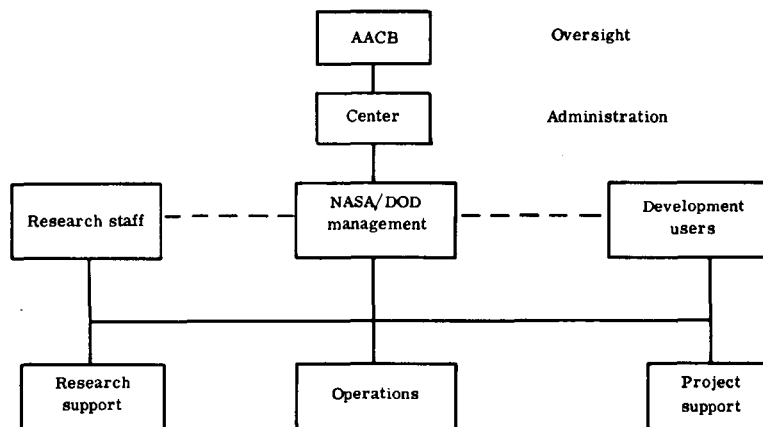 AACB
Oversight
Center
Administration
Research staff
NASA/DOD
management
Development
users
Research
support
Operations
Project
support